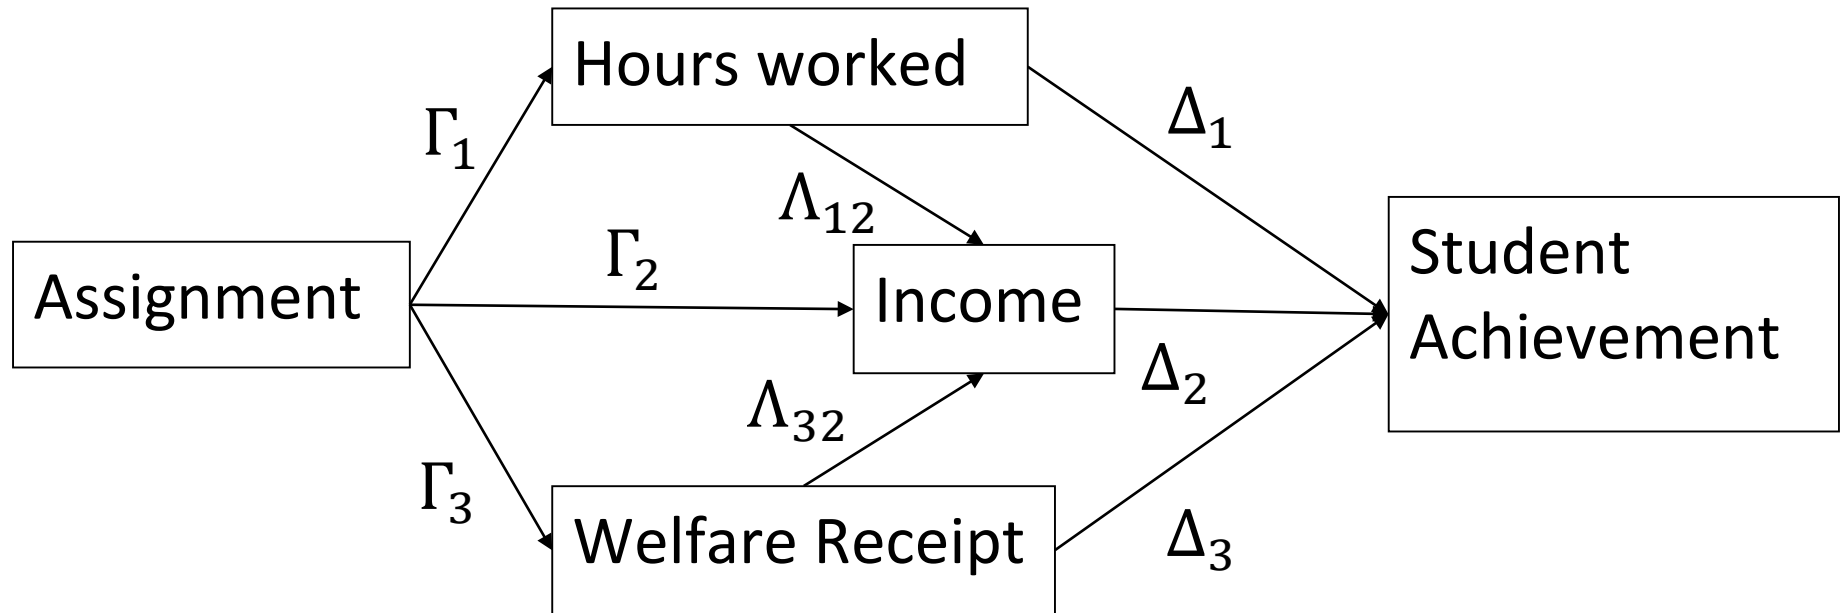 Hours worked
Γ₁
Δ₁
Λ₁₂
Γ₂
Assignment
Income
Student
Achievement
Δ₂
Λ₃₂
Γ₃
Welfare Receipt
Δ₃